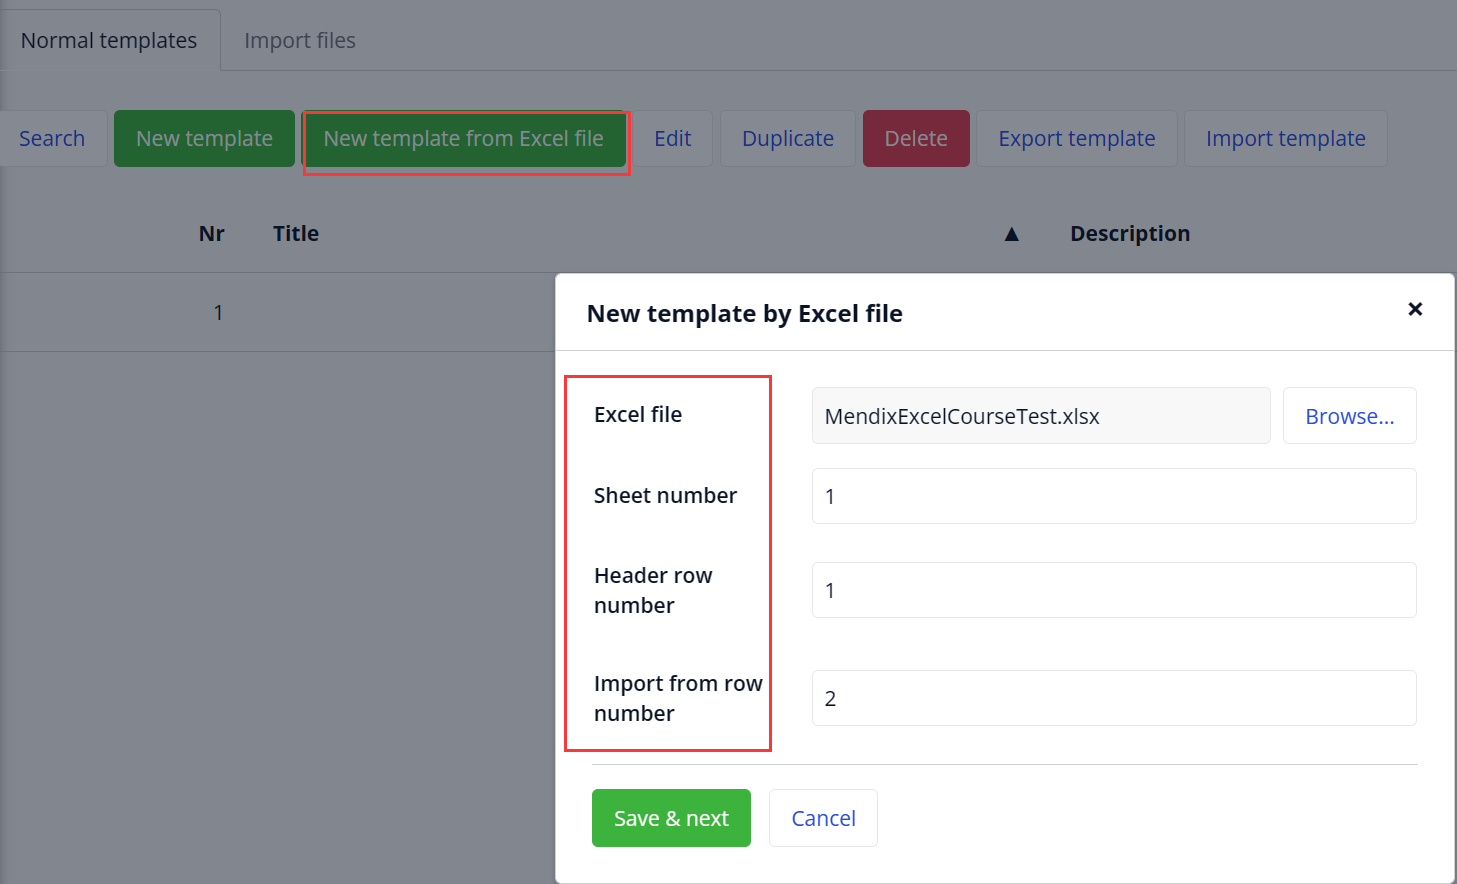 Normal templates Import files
Search New template New template from Excel file Edit Duplicate Delete Export template Import template
Nr Title ▲ Description
1
New template by Excel file ×
Excel file MendixExcelCourseTest.xlsx Browse...
Sheet number 1
Header row
number 1
Import from row
number 2
Save & next Cancel